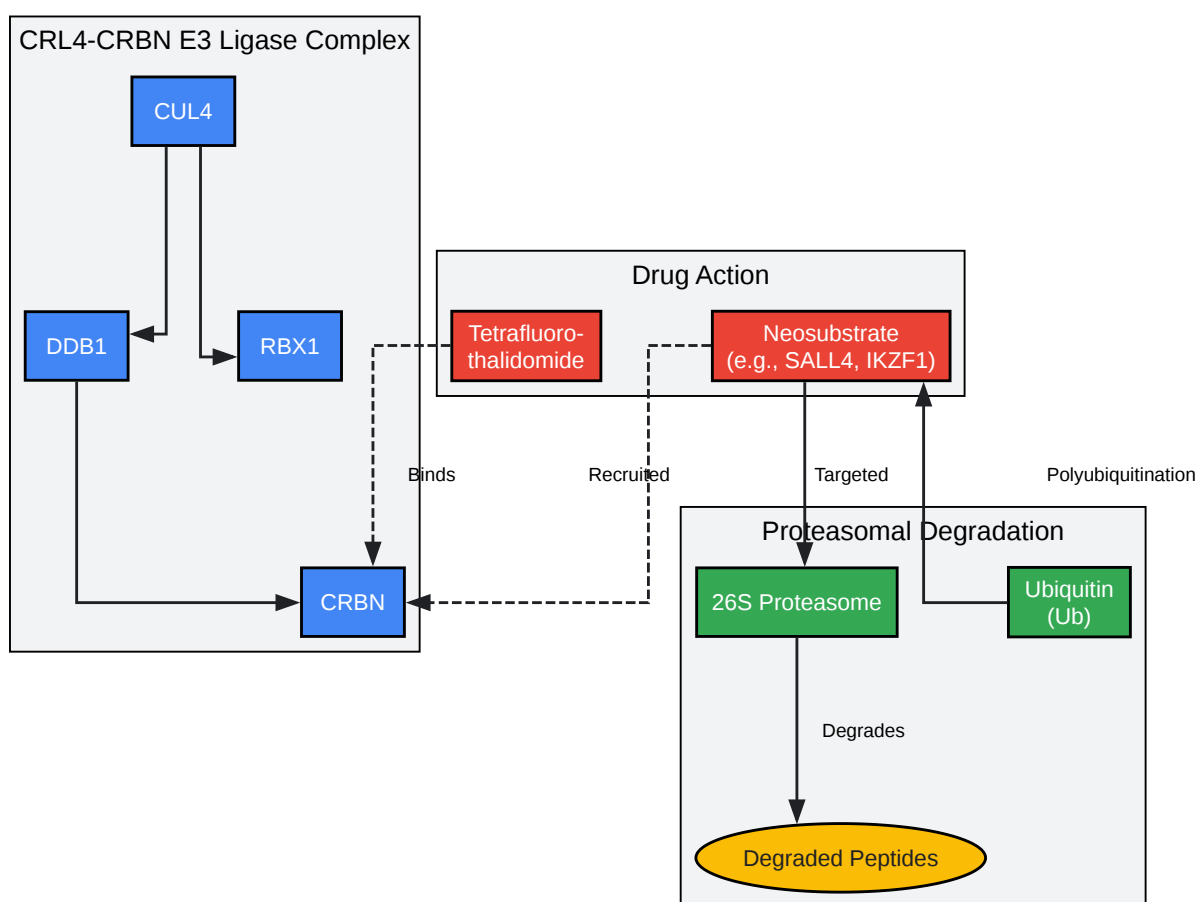 CRL4-CRBN E3 Ligase Complex
CUL4
DDB1
RBX1
CRBN
Drug Action
Tetrafluoro-
thalidomide
Neosubstrate
(e.g., SALL4, IKZF1)
Binds
Recruited
Targeted
Polyubiquitination
Proteasomal Degradation
26S Proteasome
Ubiquitin
(Ub)
Degrades
Degraded Peptides